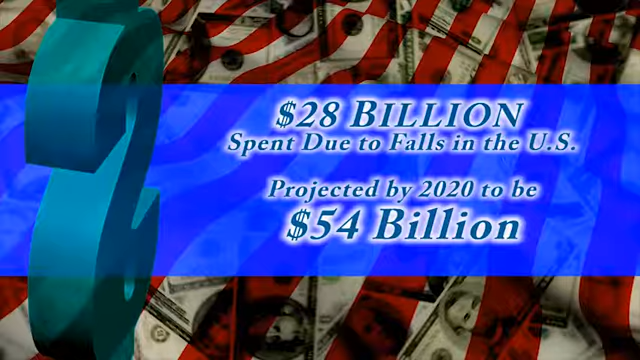 $28 BILLION
Spent Due to Falls in the U.S.
Projected by 2020 to be
$54 Billion